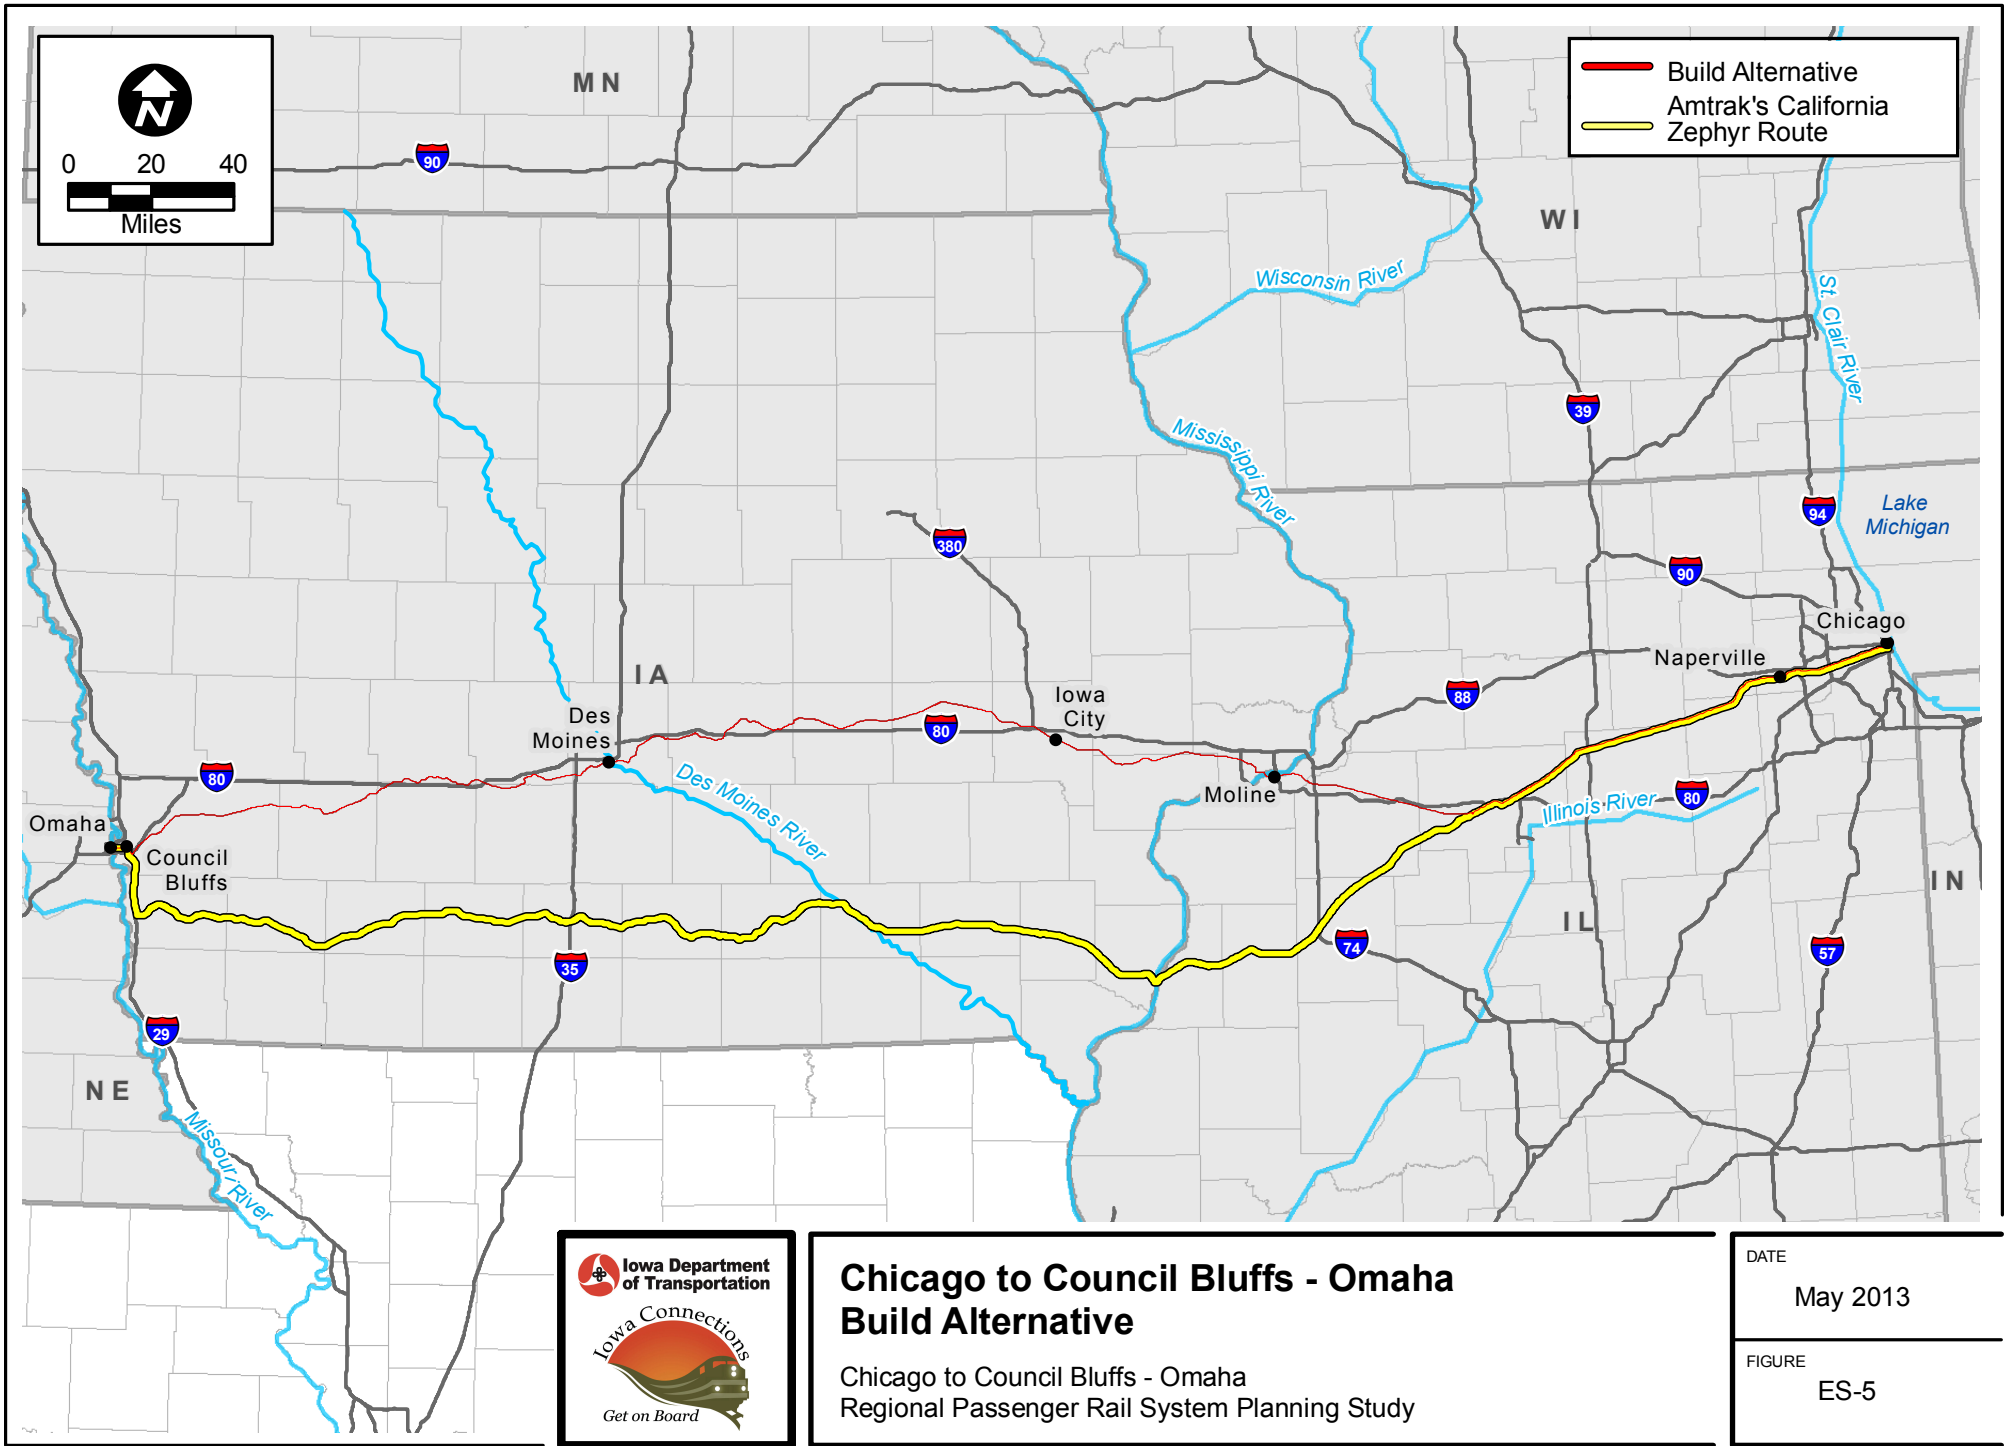 MN
90
0 20 40
Miles
Build Alternative
Amtrak's California
Zephyr Route
WI
Wisconsin River
St. Clair River
39
Mississippi River
94
Lake
Michigan
380
90
Chicago
Naperville
IA
Iowa
City
88
Des
Moines
80
80
Des Moines River
Moline
Illinois River
80
Omaha
Council
Bluffs
IN
IL
74
57
35
29
NE
Missouri River
Iowa Department
of Transportation
Iowa Connections
Get on Board
Chicago to Council Bluffs - Omaha
Build Alternative
Chicago to Council Bluffs - Omaha
Regional Passenger Rail System Planning Study
DATE
May 2013
FIGURE
ES-5
N